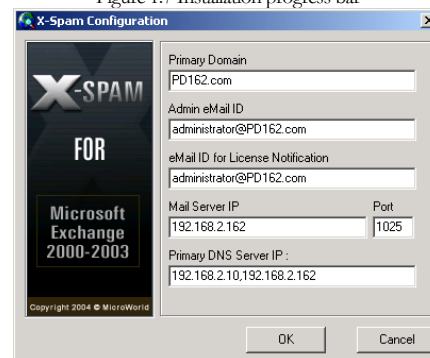 Figure 1.7 Installation progress bar
X-Spam Configuration
X-SPAM
FOR
Microsoft
Exchange
2000-2003
Copyright 2004 © MicroWorld
Primary Domain
PD162.com
Admin eMail ID
administrator@PD162.com
eMail ID for License Notification
administrator@PD162.com
Mail Server IP Port
192.168.2.162 1025
Primary DNS Server IP :
192.168.2.10,192.168.2.162
OK Cancel